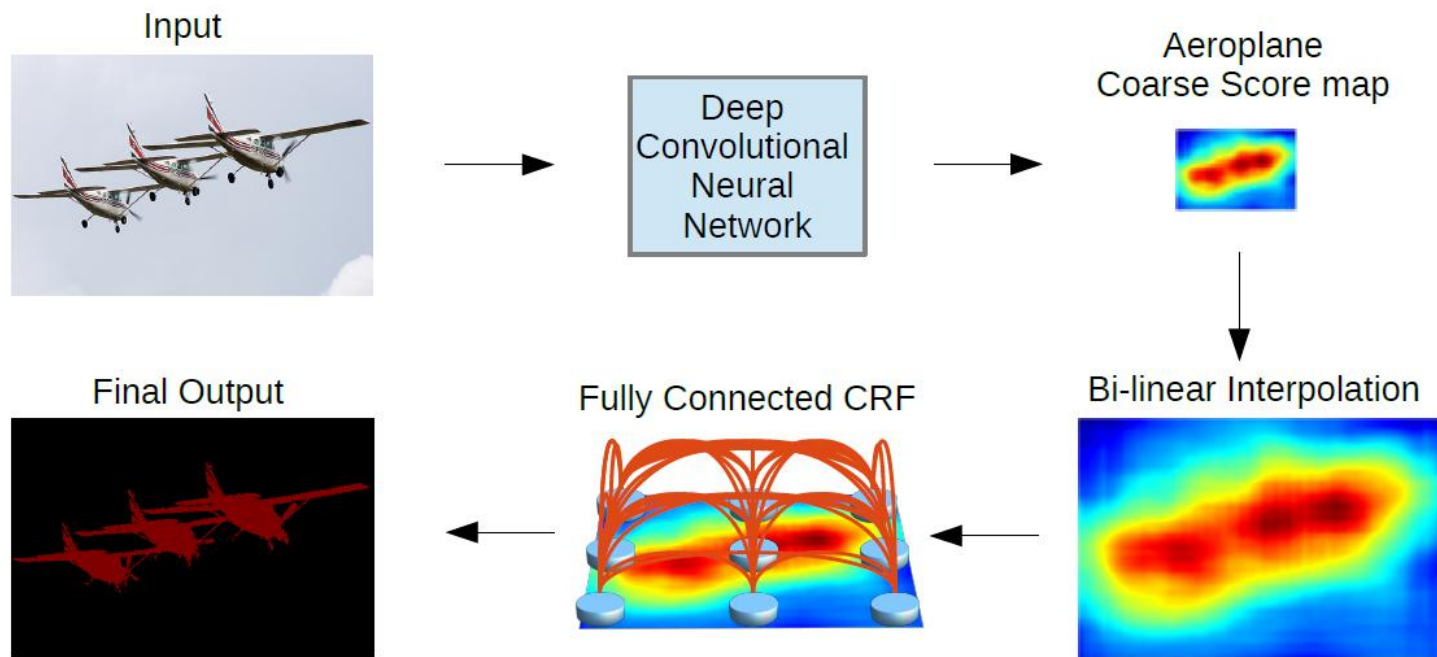 Input
Deep
Convolutional
Neural
Network
Aeroplane
Coarse Score map
Final Output
Fully Connected CRF
Bi-linear Interpolation